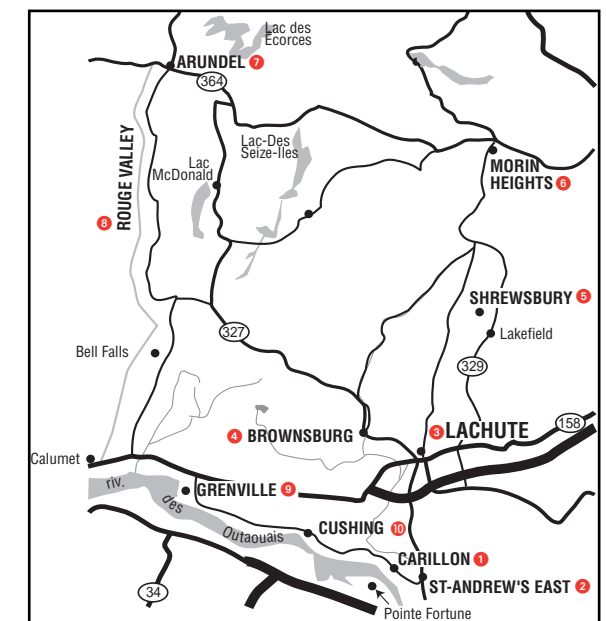 Lac des
Ecorces
ARUNDEL 7
364
ROUGE VALLEY
8
Lac
McDonald
Lac-Des
Seize-Iles
MORIN
HEIGHTS 6
SHREWSBURY 5
Lakefield
327
329
Bell Falls
158
3 LACHUTE
4 BROWNSBURG
Calumet
riv.
des
Outaouais
GRENVILLE 9
CUSHING 10
CARILLON 1
ST-ANDREW'S EAST 2
34
Pointe Fortune